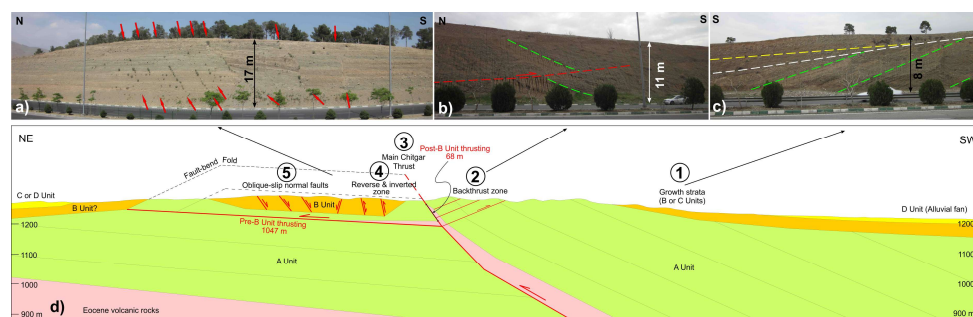 N
S
17 m
a)
N
S
11 m
b)
S
S
8 m
c)
NE
SW
Fault-bend
Fold
3
Main Chitgar
Thrust
Post-B Unit thrusting
68 m
5
Oblique-slip normal faults
4
Reverse & inverted
zone
2
Backthrust zone
1
Growth strata
(B or C Units)
C or D Unit
B Unit?
B Unit
D Unit (Alluvial fan)
Pre-B Unit thrusting
1047 m
1200
1200
A Unit
A Unit
1100
1100
1000
1000
d)
Eocene volcanic rocks
900 m
900 m